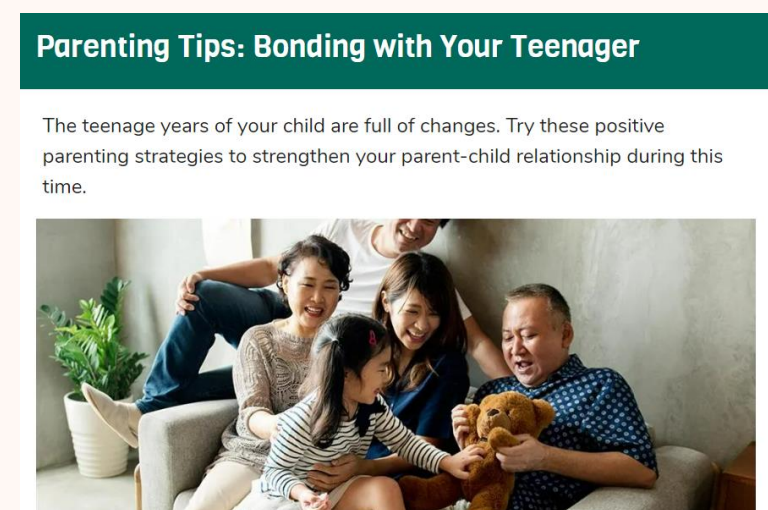 Parenting Tips: Bonding with Your Teenager
The teenage years of your child are full of changes. Try these positive
parenting strategies to strengthen your parent-child relationship during this
time.